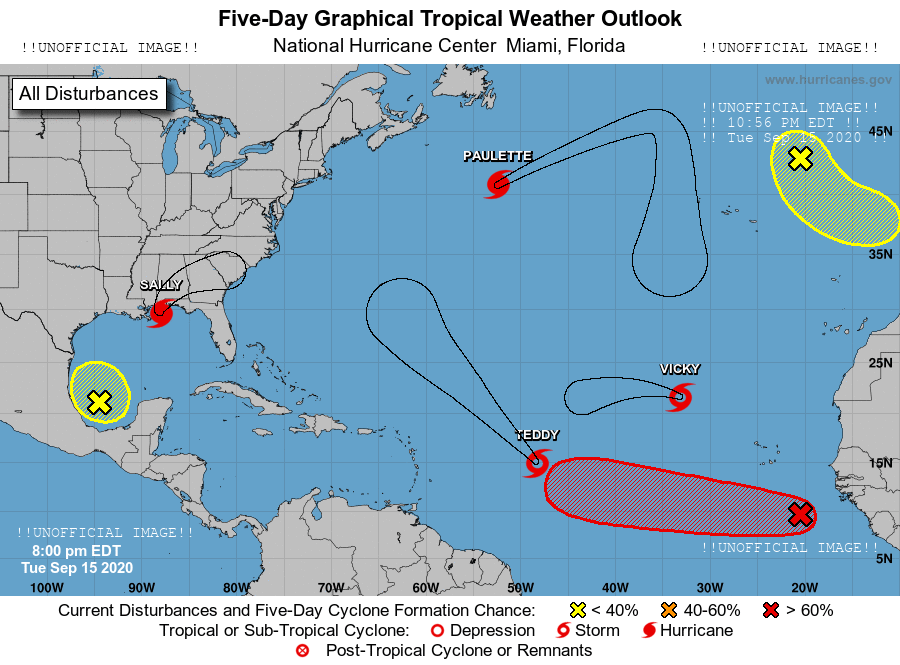 Five-Day Graphical Tropical Weather Outlook
National Hurricane Center  Miami, Florida
!!UNOFFICIAL IMAGE!!
!!UNOFFICIAL IMAGE!!
All Disturbances
www.hurricanes.gov
!!UNOFFICIAL IMAGE!!
!! 10:56 PM EDT !!
!! Tue Sep 15 2020 !!
45N
PAULETTE
35N
SALLY
25N
VICKY
TEDDY
15N
!!UNOFFICIAL IMAGE!!
8:00 pm EDT
Tue Sep 15 2020
!!UNOFFICIAL IMAGE!!
5N
100W 90W 80W 70W 60W 50W 40W 30W 20W
Current Disturbances and Five-Day Cyclone Formation Chance: < 40% 40-60% > 60%
Tropical or Sub-Tropical Cyclone: Depression Storm Hurricane
Post-Tropical Cyclone or Remnants